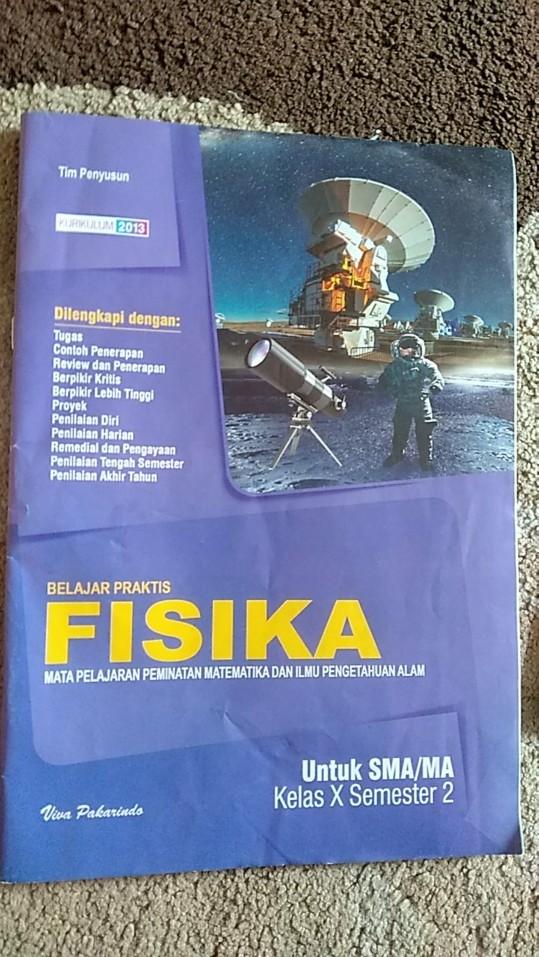 Tim Penyusun
KURIKULUM 2013
Dilengkapi dengan:
Tugas
Contoh Penerapan
Review dan Penerapan
Berpikir Kritis
Berpikir Lebih Tinggi
Proyek
Penilaian Diri
Penilaian Harian
Remedial dan Pengayaan
Penilaian Tengah Semester
Penilaian Akhir Tahun
BELAJAR PRAKTIS
FISIKA
MATA PELAJARAN PEMINATAN MATEMATIKA DAN ILMU PENGETAHUAN ALAM
Untuk SMA/MA
Kelas X Semester 2
Viva Pakarindo